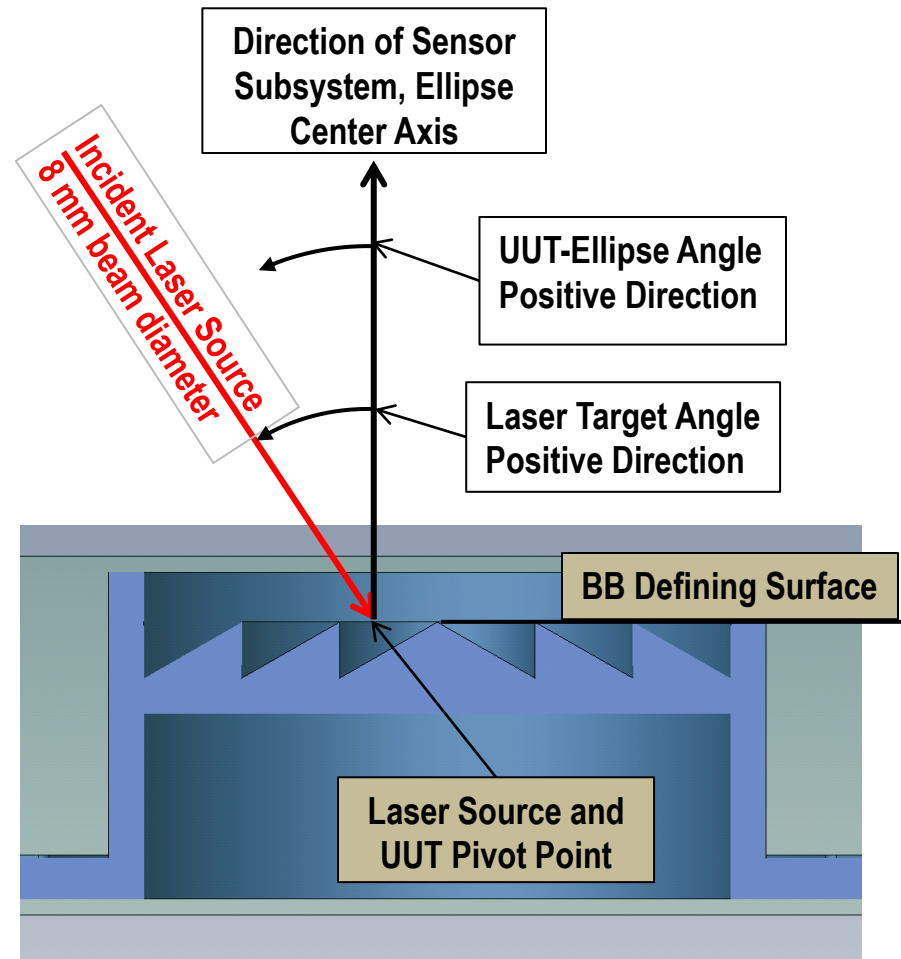 Direction of Sensor
Subsystem, Ellipse
Center Axis
Incident Laser Source
8 mm beam diameter
UUT-Ellipse Angle
Positive Direction
Laser Target Angle
Positive Direction
BB Defining Surface
Laser Source and
UUT Pivot Point